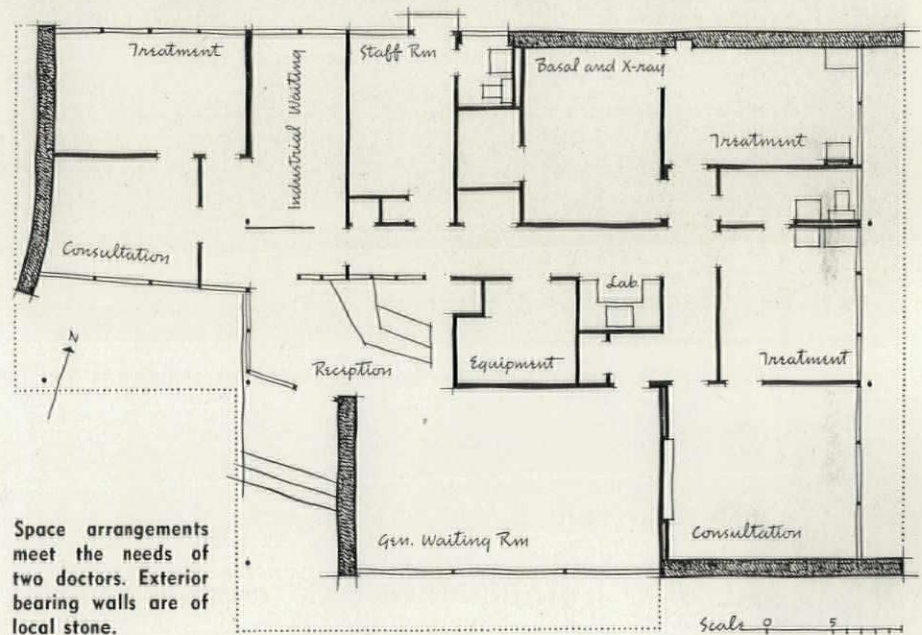 Treatment
Industrial Waiting
Staff Rm
Basal and X-ray
Treatment
Consultation
N
Lab
Reception
Equipment
Treatment
Gen. Waiting Rm
Consultation
Space arrangements
meet the needs of
two doctors. Exterior
bearing walls are of
local stone.
Scale 0 5